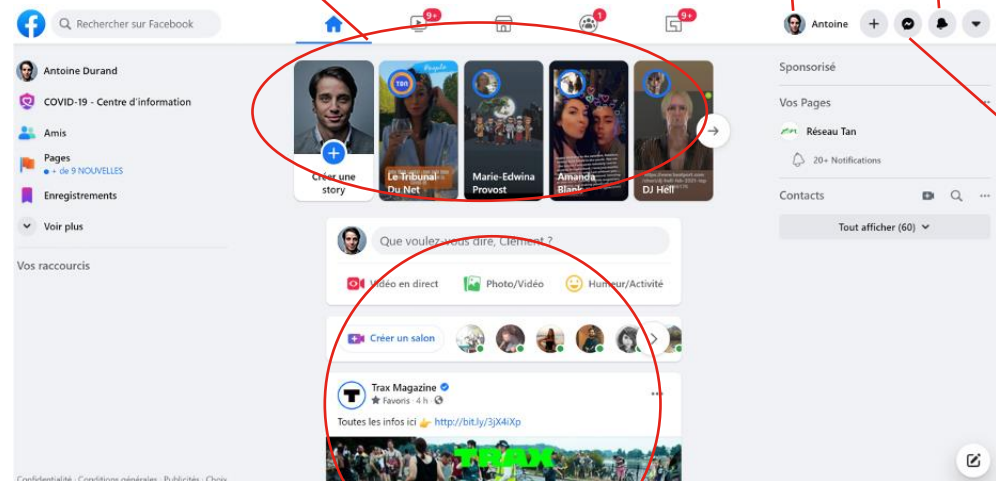 Rechercher sur Facebook
9+
1
9+
Antoine
Antoine Durand
COVID-19 - Centre d'information
Amis
Pages
+ de 9 NOUVELLES
Enregistrements
Voir plus
Vos raccourcis
Créer une
story
People
TBN
Le Tribunal
Du Net
Marie-Edwina
Provost
Amanda
Blank
DJ Hell
Que voulez-vous dire, Clément ?
Vidéo en direct
Photo/Vidéo
Humeur/Activité
Créer un salon
Trax Magazine
Favoris · 4 h ·
Toutes les infos ici 👉 http://bit.ly/3jX4iXp
TRAX
Sponsorisé
Vos Pages
Réseau Tan
20+ Notifications
Contacts
Tout afficher (60)
Confidentialité · Conditions générales · Publicités · Choix